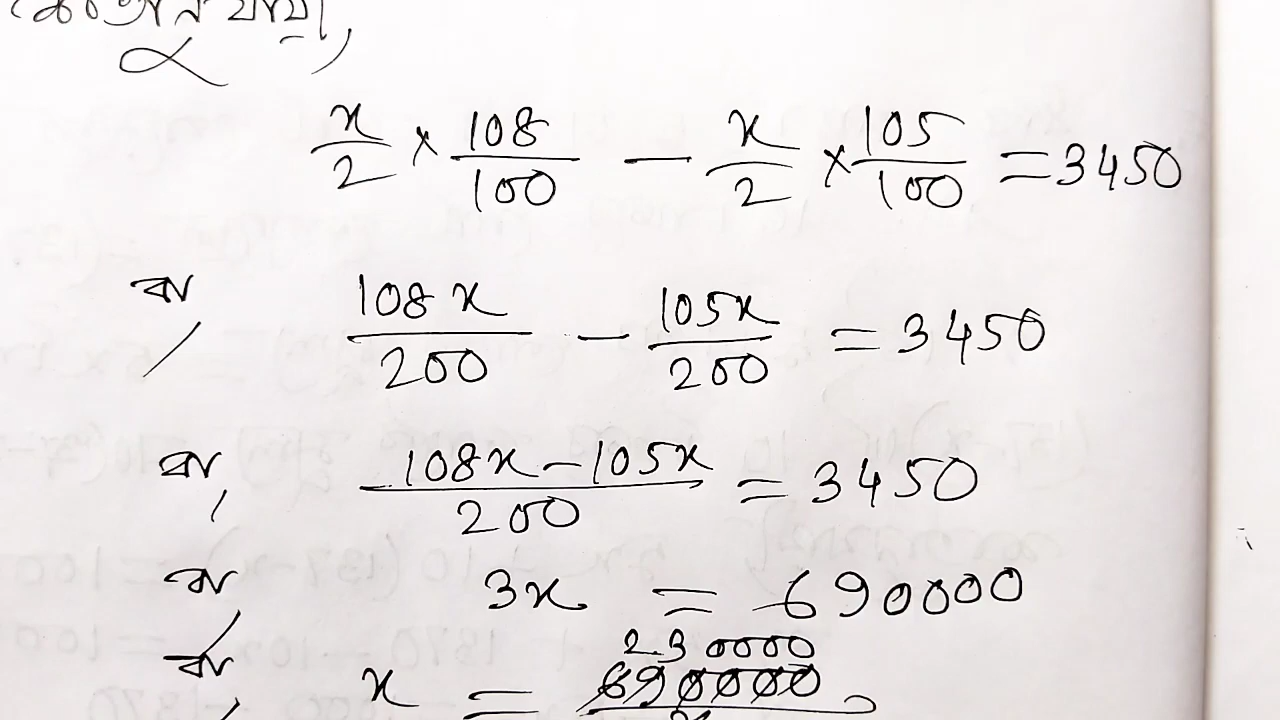 x/2 × 108/100 − x/2 × 105/100 = 3450
বা, 108x/200 − 105x/200 = 3450
বা, (108x − 105x)/200 = 3450
বা, 3x = 690000
230000
বা, x = 690000